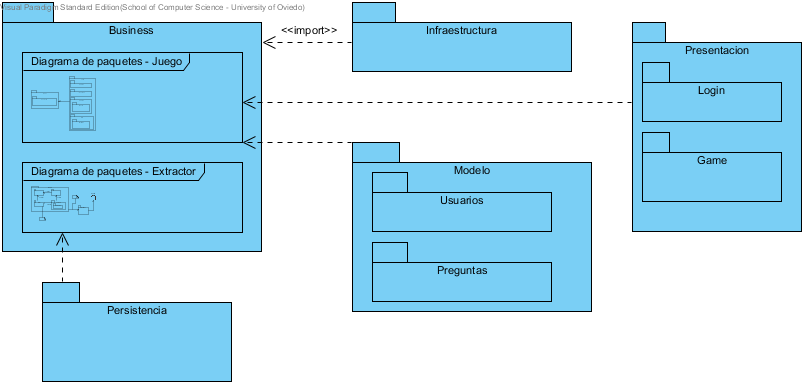 Visual Paradigm Standard Edition(School of Computer Science - University of Oviedo)
Business
<<import>>
Infraestructura
Presentacion
Diagrama de paquetes - Juego
Login
Game
Diagrama de paquetes - Extractor
Modelo
Usuarios
Preguntas
Persistencia